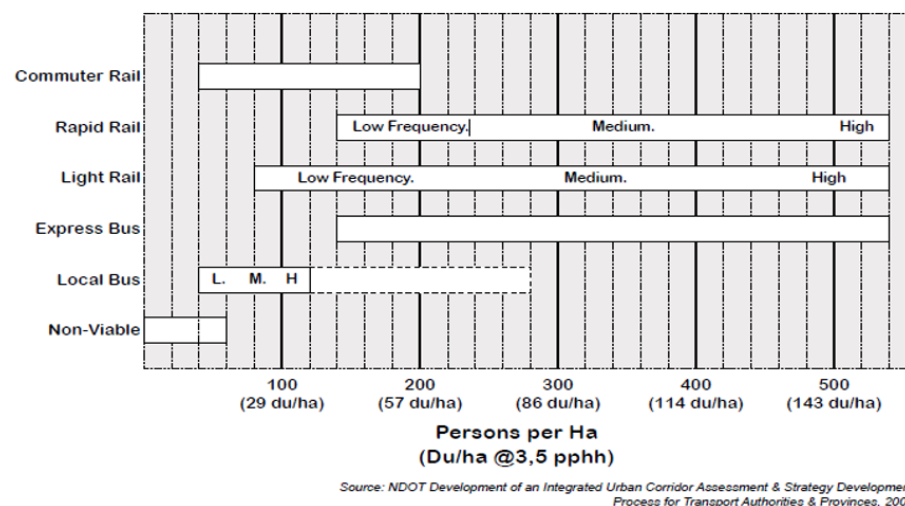 Commuter Rail
Rapid Rail Low Frequency. Medium. High
Light Rail Low Frequency. Medium. High
Express Bus
Local Bus L. M. H
Non-Viable
100 200 300 400 500
(29 du/ha) (57 du/ha) (86 du/ha) (114 du/ha) (143 du/ha)
Persons per Ha
(Du/ha @3,5 pphh)
Source: NDOT Development of an Integrated Urban Corridor Assessment & Strategy Developmen
Process for Transport Authorities & Provinces, 200